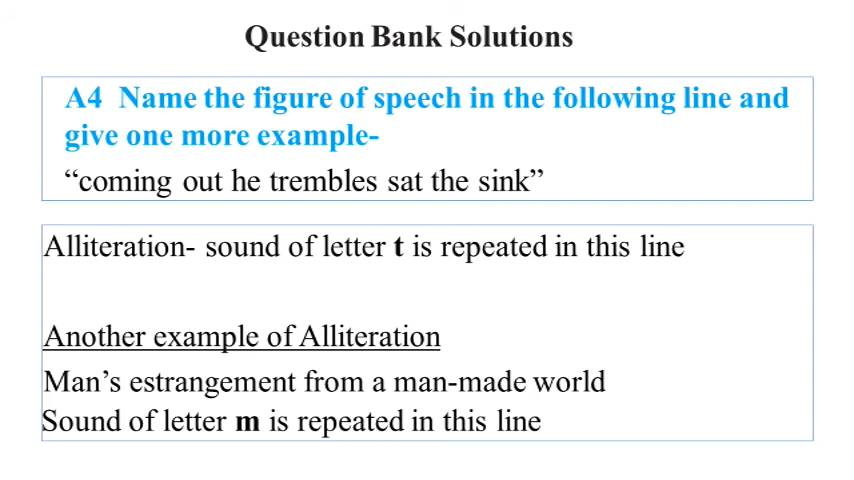 Question Bank Solutions
A4 Name the figure of speech in the following line and
give one more example-
“coming out he trembles sat the sink”
Alliteration- sound of letter t is repeated in this line
Another example of Alliteration
Man’s estrangement from a man-made world
Sound of letter m is repeated in this line